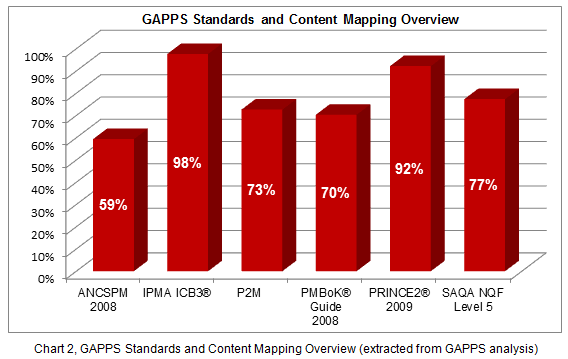 GAPPS Standards and Content Mapping Overview
100%
90%
80%
70%
60%
50%
40%
30%
20%
10%
0%
59%
98%
73%
70%
92%
77%
ANCSPM
2008
IPMA ICB3®
P2M
PMBoK®
Guide
2008
PRINCE2®
2009
SAQA NQF
Level 5
Chart 2, GAPPS Standards and Content Mapping Overview (extracted from GAPPS analysis)